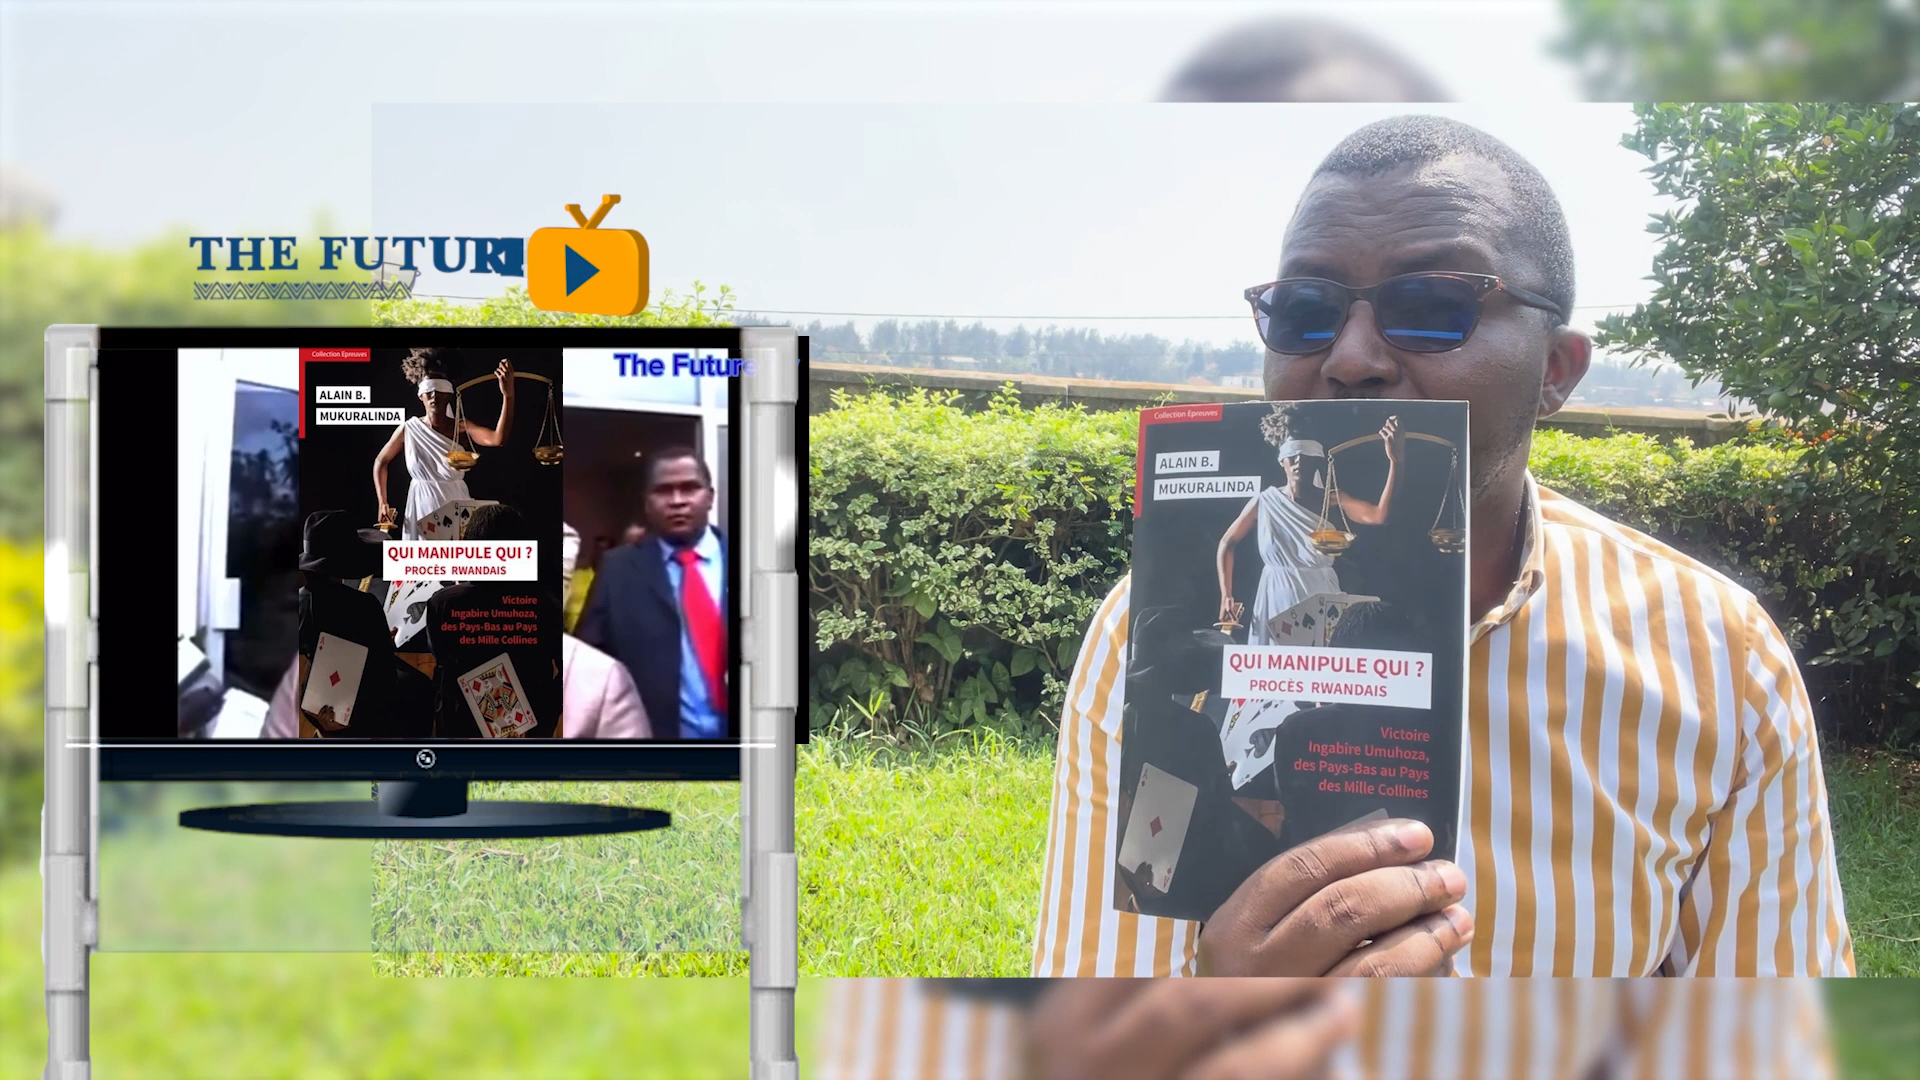 THE FUTURE
The Future
Collection Epreuves
ALAIN B.
MUKURALINDA
QUI MANIPULE QUI ?
PROCÈS RWANDAIS
Victoire
Ingabire Umuhoza,
des Pays-Bas au Pays
des Mille Collines
Collection Epreuves
ALAIN B.
MUKURALINDA
QUI MANIPULE QUI ?
PROCÈS RWANDAIS
Victoire
Ingabire Umuhoza,
des Pays-Bas au Pays
des Mille Collines